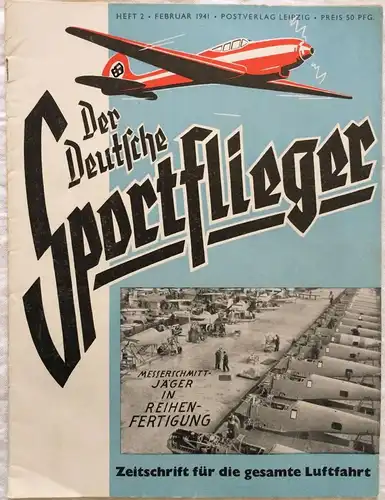 HEFT 2 • FEBRUAR 1941 • POSTVERLAG LEIPZIG • PREIS 50 PFG.
Der
Deutsche
Sportflieger
MESSERSCHMITT-
JÄGER
IN
REIHEN-
FERTIGUNG
Zeitschrift für die gesamte Luftfahrt